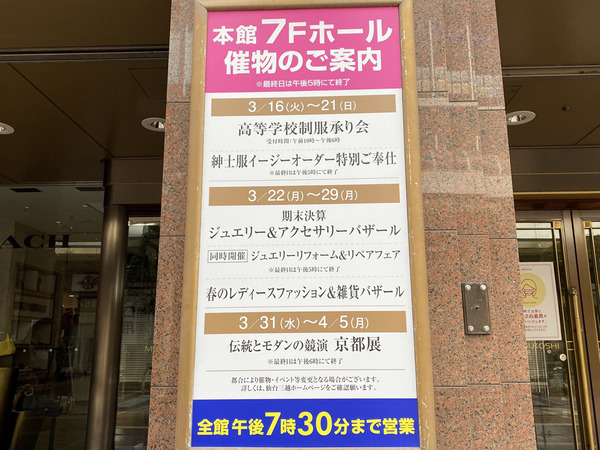 本館 7Fホール
催物のご案内
※最終日は午後5時にて終了
3/16(火)〜21(日)
高等学校制服承り会
受付時間:午前10時〜午後6時
紳士服イージーオーダー特別ご奉仕
※最終日は午後5時にて終了
3/22(月)〜29(月)
期末決算
ジュエリー&アクセサリーバザール
同時開催 ジュエリーリフォーム&リペアフェア
※最終日は午後5時にて終了
春のレディースファッション&雑貨バザール
3/31(水)〜4/5(月)
伝統とモダンの競演 京都展
※最終日は午後6時にて終了
都合により催物・イベント等変更となる場合がございます。
詳しくは、仙台三越ホームページをご確認願います。
全館 午後7時30分まで営業
ACH